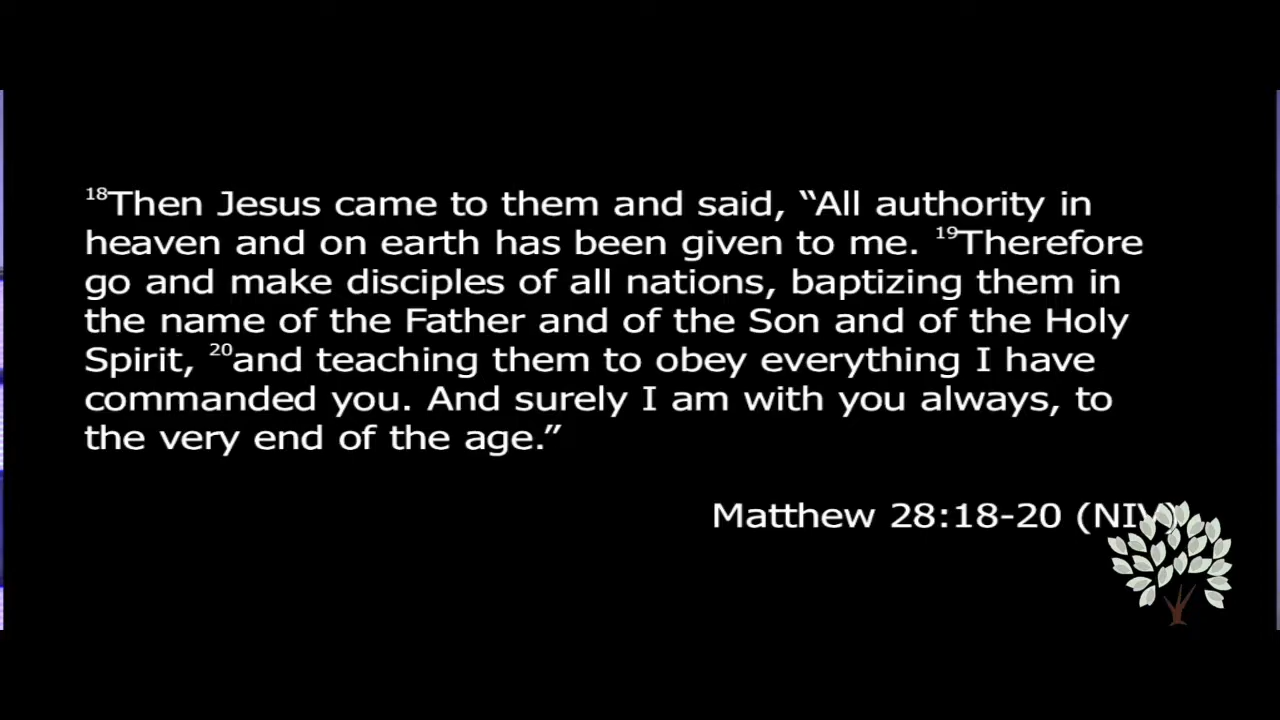 ¹⁸Then Jesus came to them and said, “All authority in
heaven and on earth has been given to me. ¹⁹Therefore
go and make disciples of all nations, baptizing them in
the name of the Father and of the Son and of the Holy
Spirit, ²⁰and teaching them to obey everything I have
commanded you. And surely I am with you always, to
the very end of the age.”
Matthew 28:18-20 (NIV)